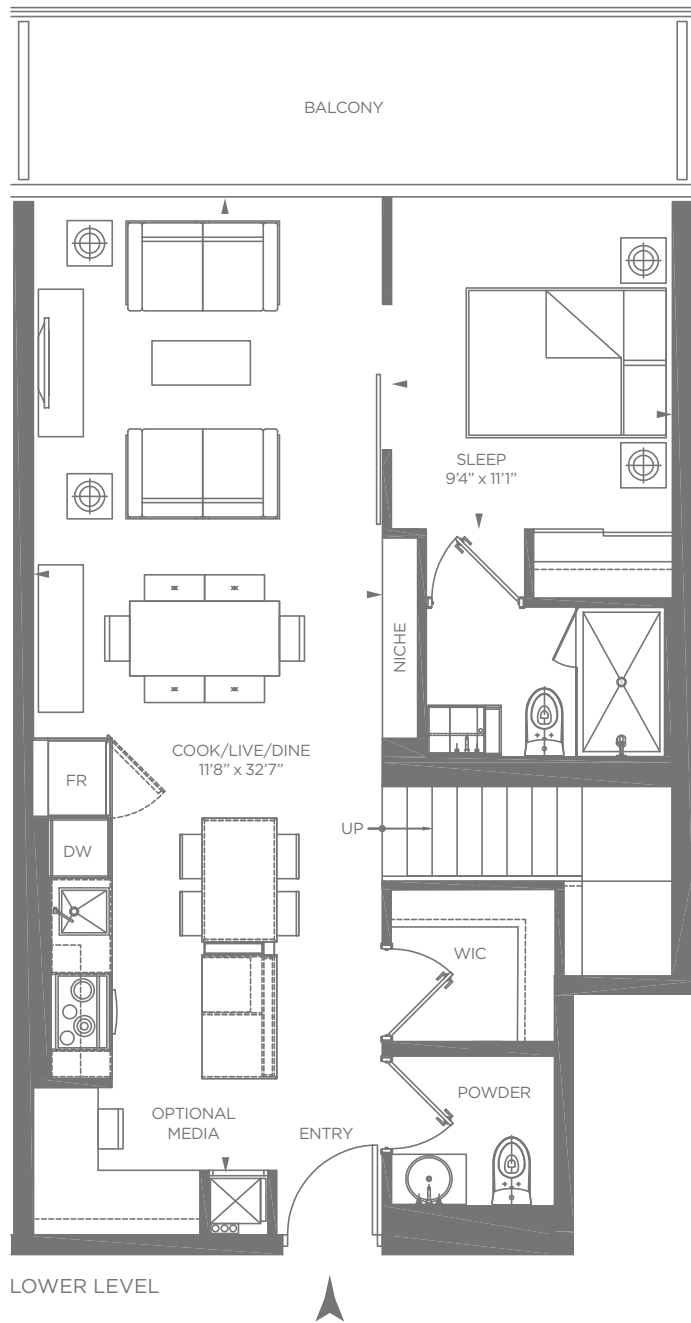 BALCONY
SLEEP
9'4” x 11'1”
NICHE
COOK/LIVE/DINE
11'8” x 32'7”
FR
DW
UP
WIC
POWDER
OPTIONAL
MEDIA
ENTRY
LOWER LEVEL